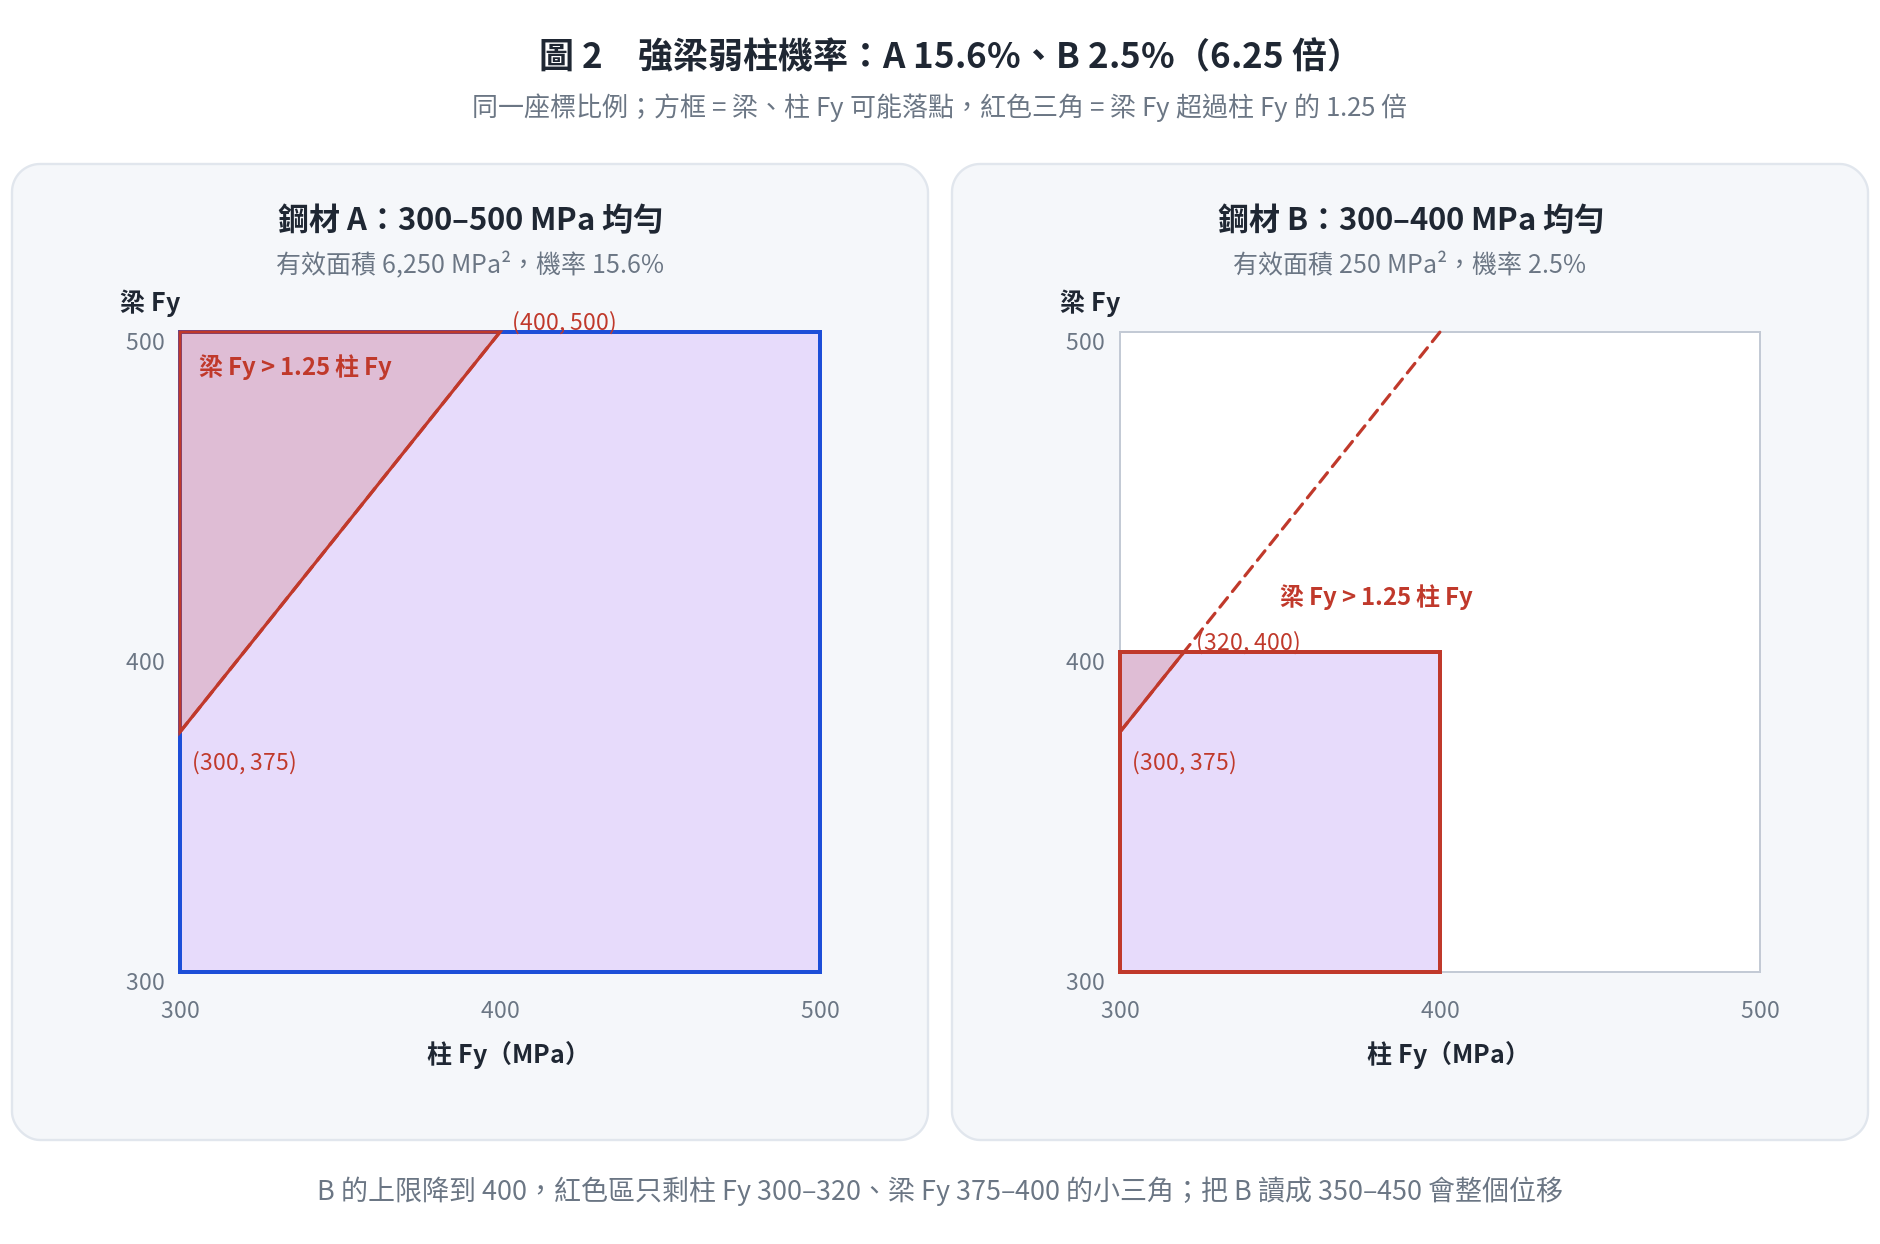 圖 2　強梁弱柱機率：A 15.6%、B 2.5%（6.25 倍）
同一座標比例；方框 = 梁、柱 Fy 可能落點，紅色三角 = 梁 Fy 超過柱 Fy 的 1.25 倍
鋼材 A：300–500 MPa 均勻
有效面積 6,250 MPa²，機率 15.6%
梁 Fy
500
(400, 500)
梁 Fy > 1.25 柱 Fy
400
(300, 375)
300
300
400
500
柱 Fy（MPa）
鋼材 B：300–400 MPa 均勻
有效面積 250 MPa²，機率 2.5%
梁 Fy
500
梁 Fy > 1.25 柱 Fy
(320, 400)
400
(300, 375)
300
300
400
500
柱 Fy（MPa）
B 的上限降到 400，紅色區只剩柱 Fy 300–320、梁 Fy 375–400 的小三角；把 B 讀成 350–450 會整個位移